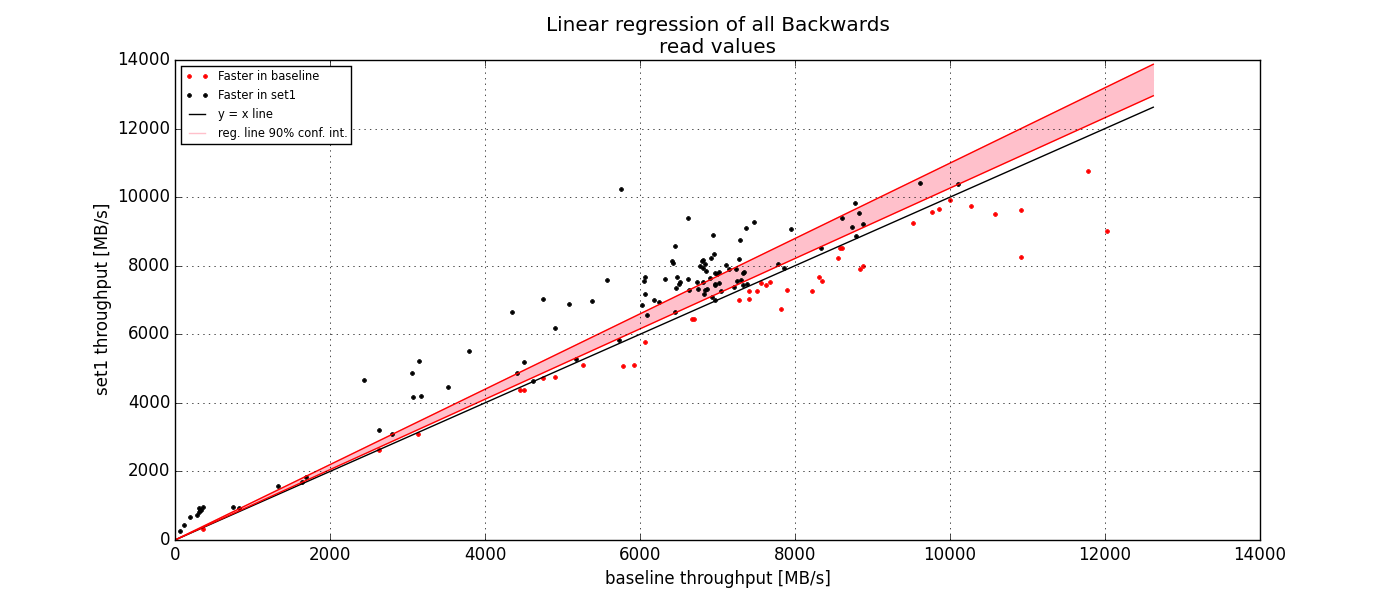 Linear regression of all Backwards
read values
14000
12000
10000
8000
6000
4000
2000
0
set1 throughput [MB/s]
Faster in baseline
Faster in set1
y = x line
reg. line 90% conf. int.
0 2000 4000 6000 8000 10000 12000 14000
baseline throughput [MB/s]